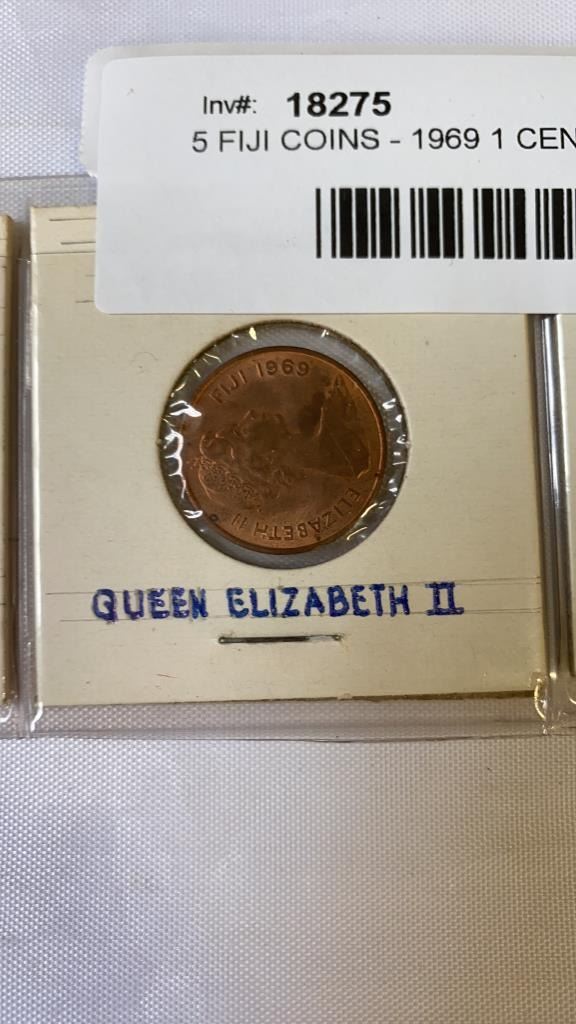 Inv#: 18275
5 FIJI COINS - 1969 1 CEN
FIJI 1969
ELIZABETH II
QUEEN ELIZABETH II